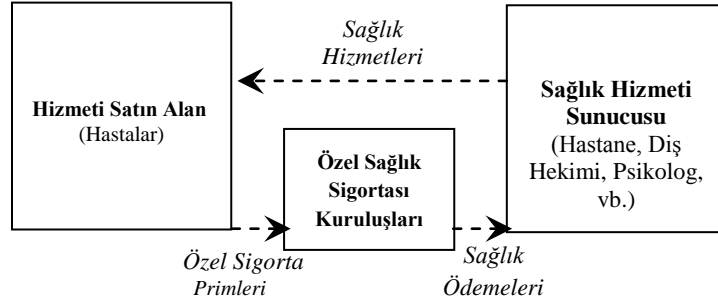 Sağlık
Hizmetleri
Hizmeti Satın Alan
(Hastalar)
Sağlık Hizmeti
Sunucusu
(Hastane, Diş
Hekimi, Psikolog,
vb.)
Özel Sağlık
Sigortası
Kuruluşları
Özel Sigorta
Primleri
Sağlık
Ödemeleri